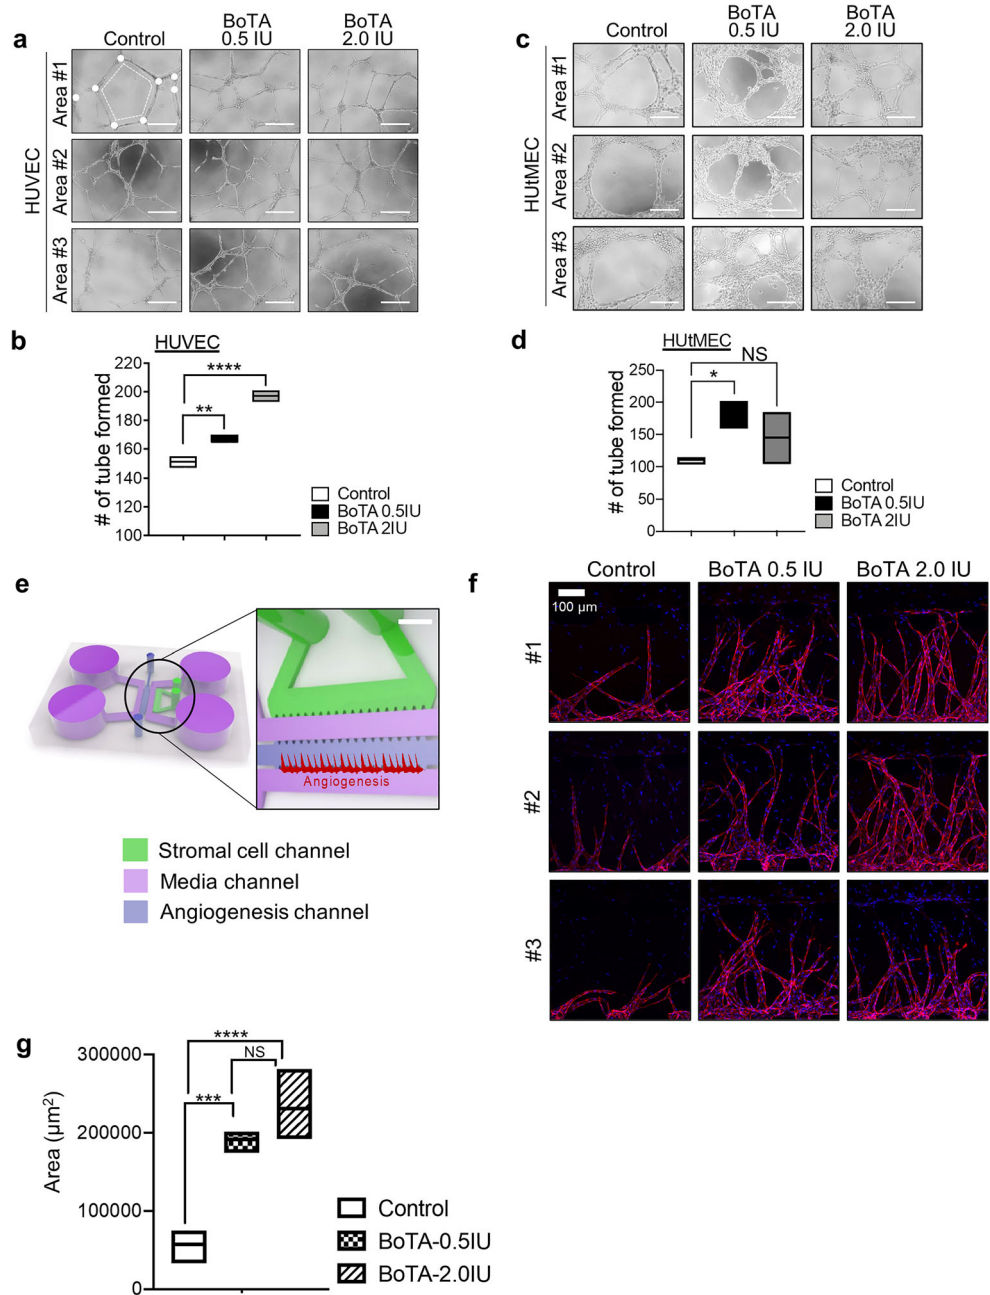 a
Control
BoTA
0.5 IU
BoTA
2.0 IU
HUVEC
Area #1
Area #2
Area #3
c
Control
BoTA
0.5 IU
BoTA
2.0 IU
HUtMEC
Area #1
Area #2
Area #3
b
HUVEC
# of tube formed
220
200
180
160
140
120
100
**
****
Control
BoTA 0.5IU
BoTA 2IU
d
HUtMEC
# of tube formed
250
200
150
100
50
0
*
NS
Control
BoTA 0.5IU
BoTA 2IU
e
Angiogenesis
Stromal cell channel
Media channel
Angiogenesis channel
f
Control
BoTA 0.5 IU
BoTA 2.0 IU
100 µm
#1
#2
#3
g
Area (µm²)
300000
200000
100000
0
****
NS
***
Control
BoTA-0.5IU
BoTA-2.0IU